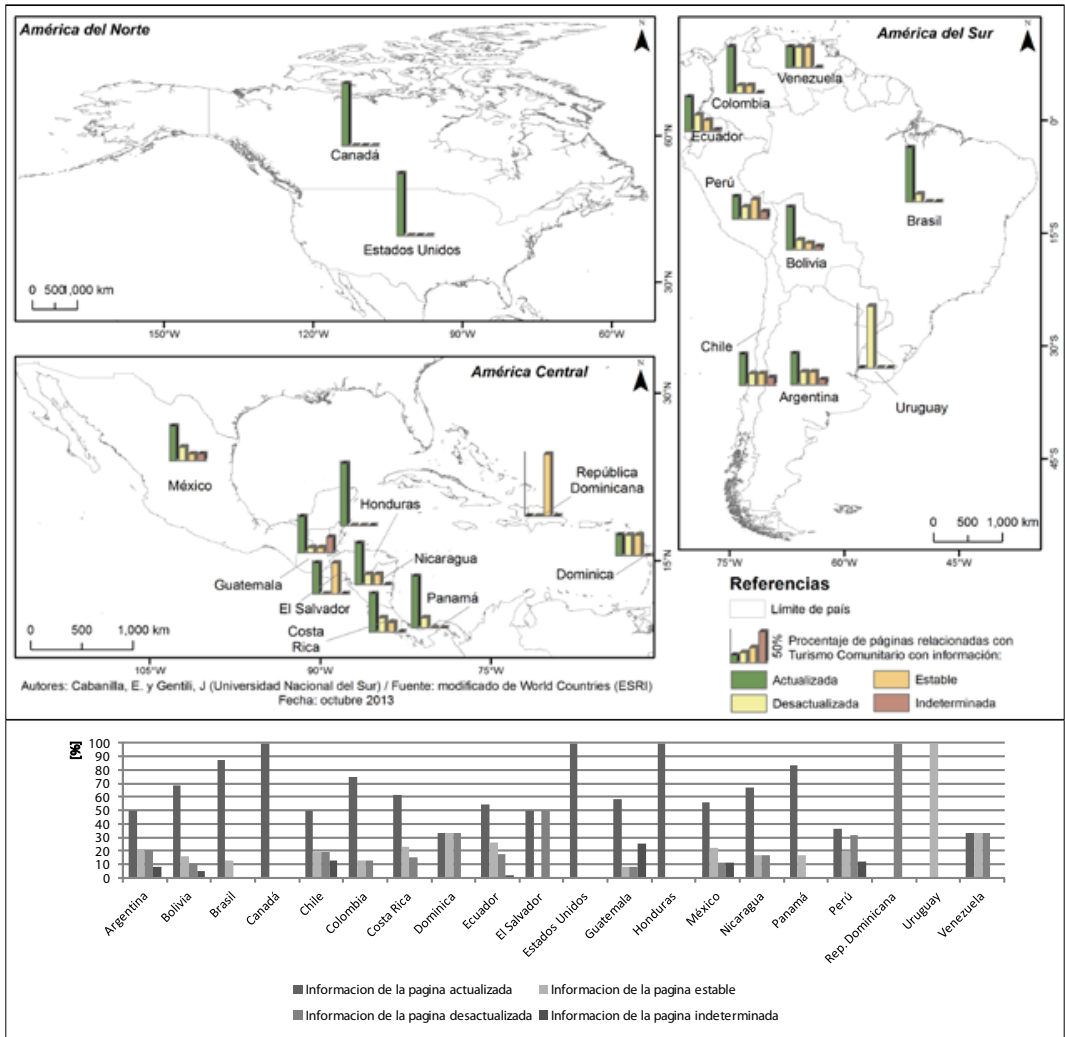 América del Norte
N
Canadá
Estados Unidos
60°N
30°N
0 500 1,000 km
150°W 120°W 90°W 60°W
América Central
N
30°N
México
Honduras
República
Dominicana
Guatemala
Nicaragua
El Salvador
Panamá
Costa
Rica
Dominica
15°N
0 500 1,000 km
105°W 90°W 75°W
Autores: Cabanilla, E. y Gentili, J (Universidad Nacional del Sur) / Fuente: modificado de World Countries (ESRI)
Fecha: octubre 2013
América del Sur
N
Venezuela
Colombia
Ecuador
0°
Perú
Brasil
15°S
Bolivia
Chile
30°S
Argentina
Uruguay
45°S
0 500 1,000 km
75°W 60°W 45°W
Referencias
Límite de país
50%
Procentaje de páginas relacionadas con
Turismo Comunitario con información:
Actualizada Estable
Desactualizada Indeterminada
[%]
100
90
80
70
60
50
40
30
20
10
0
Argentina
Bolivia
Brasil
Canadá
Chile
Colombia
Costa Rica
Dominica
Ecuador
El Salvador
Estados Unidos
Guatemala
Honduras
México
Nicaragua
Panamá
Perú
Rep. Dominicana
Uruguay
Venezuela
Informacion de la pagina actualizada
Informacion de la pagina estable
Informacion de la pagina desactualizada
Informacion de la pagina indeterminada